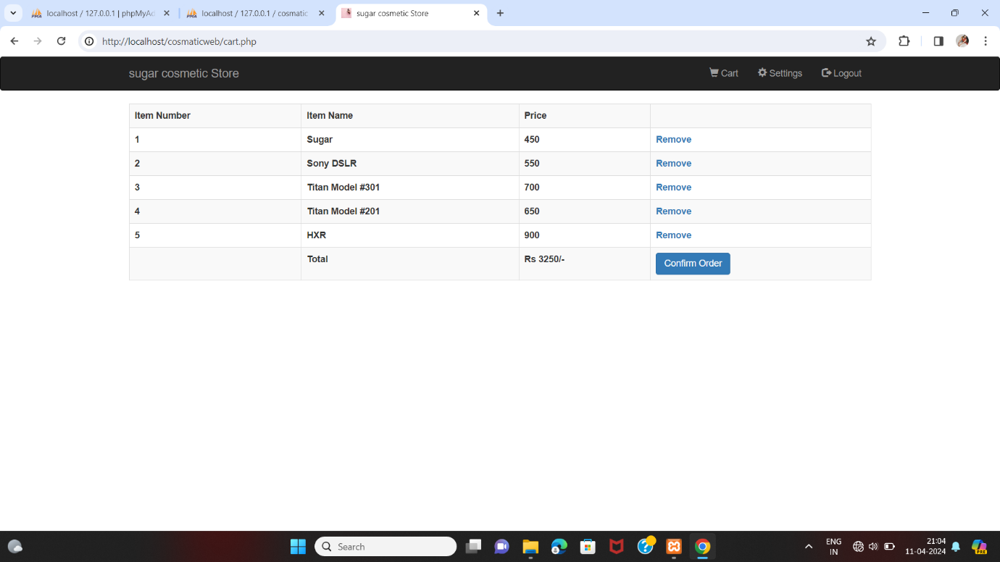 localhost / 127.0.0.1 | phpMyAd
localhost / 127.0.0.1 / cosmatic
sugar cosmetic Store
http://localhost/cosmaticweb/cart.php
sugar cosmetic Store Cart Settings Logout
Item Number Item Name Price
1 Sugar 450 Remove
2 Sony DSLR 550 Remove
3 Titan Model #301 700 Remove
4 Titan Model #201 650 Remove
5 HXR 900 Remove
Total Rs 3250/- Confirm Order
Search
ENG
IN
21:04
11-04-2024
PRE